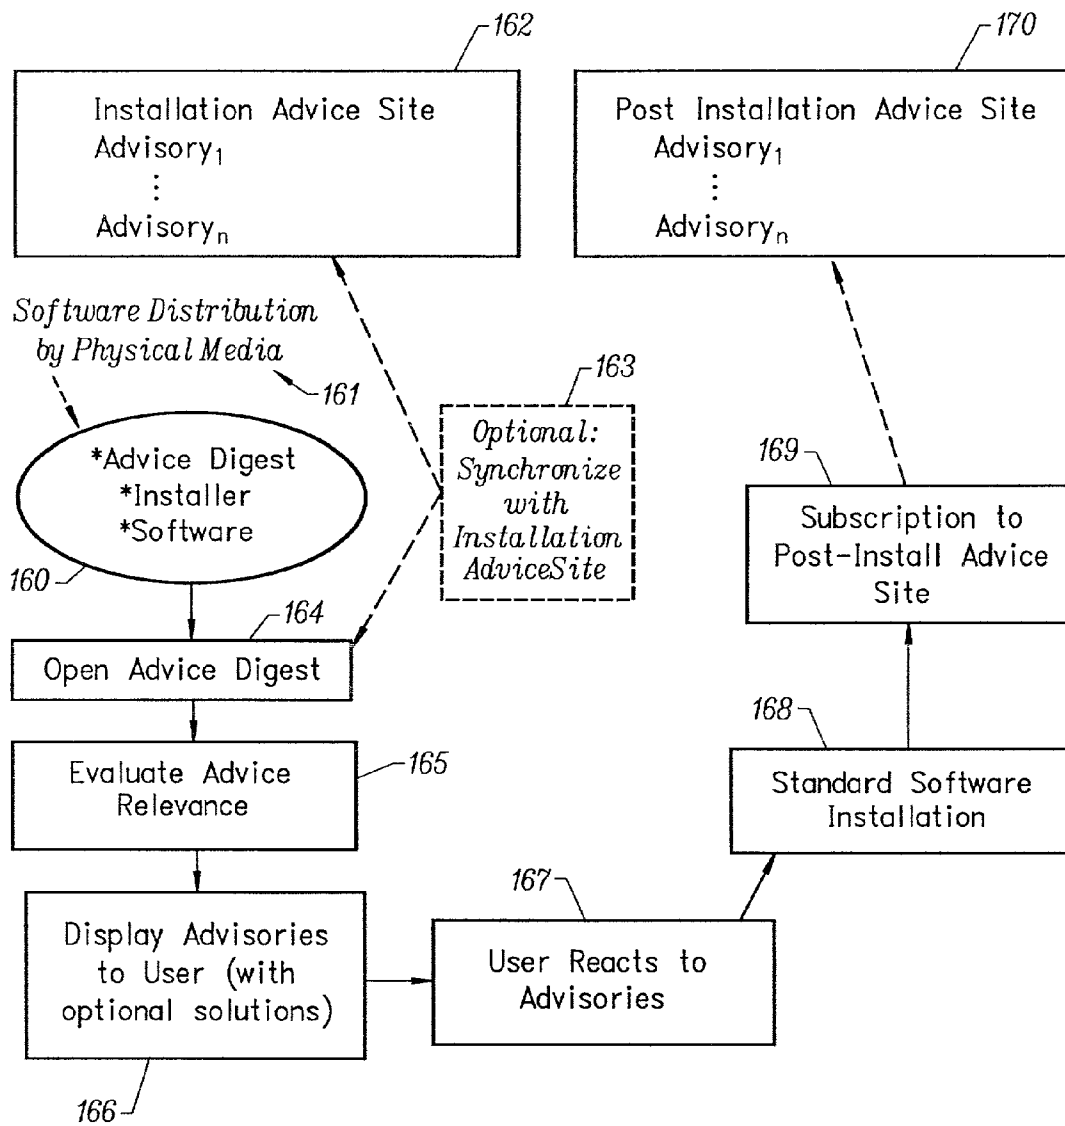 162
Installation Advice Site
Advisory1
⋮
Advisoryn
170
Post Installation Advice Site
Advisory1
⋮
Advisoryn
Software Distribution
by Physical Media
161
*Advice Digest
*Installer
*Software
160
163
Optional:
Synchronize
with
Installation
AdviceSite
164
Open Advice Digest
165
Evaluate Advice
Relevance
166
Display Advisories
to User (with
optional solutions)
167
User Reacts to
Advisories
168
Standard Software
Installation
169
Subscription to
Post-Install Advice
Site